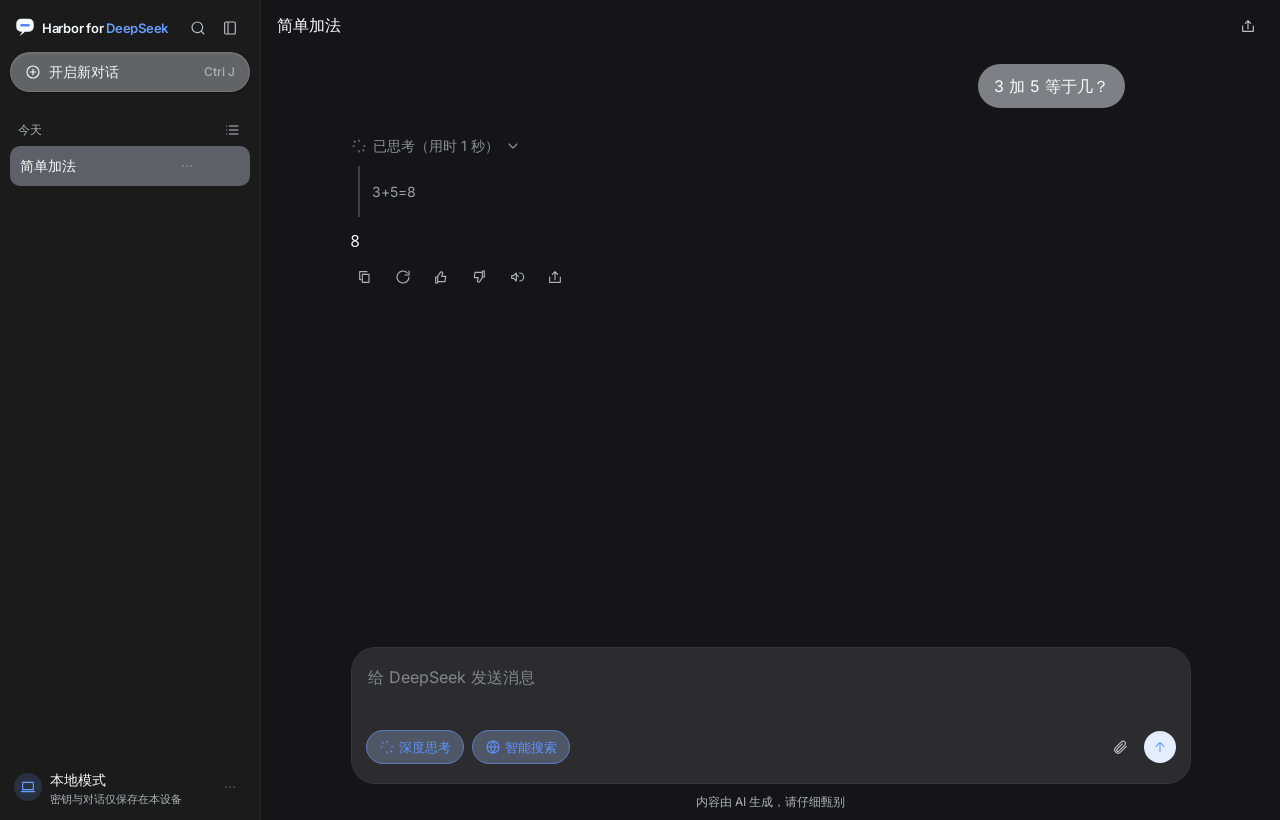 Harbor for DeepSeek
开启新对话 Ctrl J
今天
简单加法
本地模式
密钥与对话仅保存在本设备
简单加法
3 加 5 等于几？
已思考（用时 1 秒）
3+5=8
8
给 DeepSeek 发送消息
深度思考 智能搜索
内容由 AI 生成，请仔细甄别